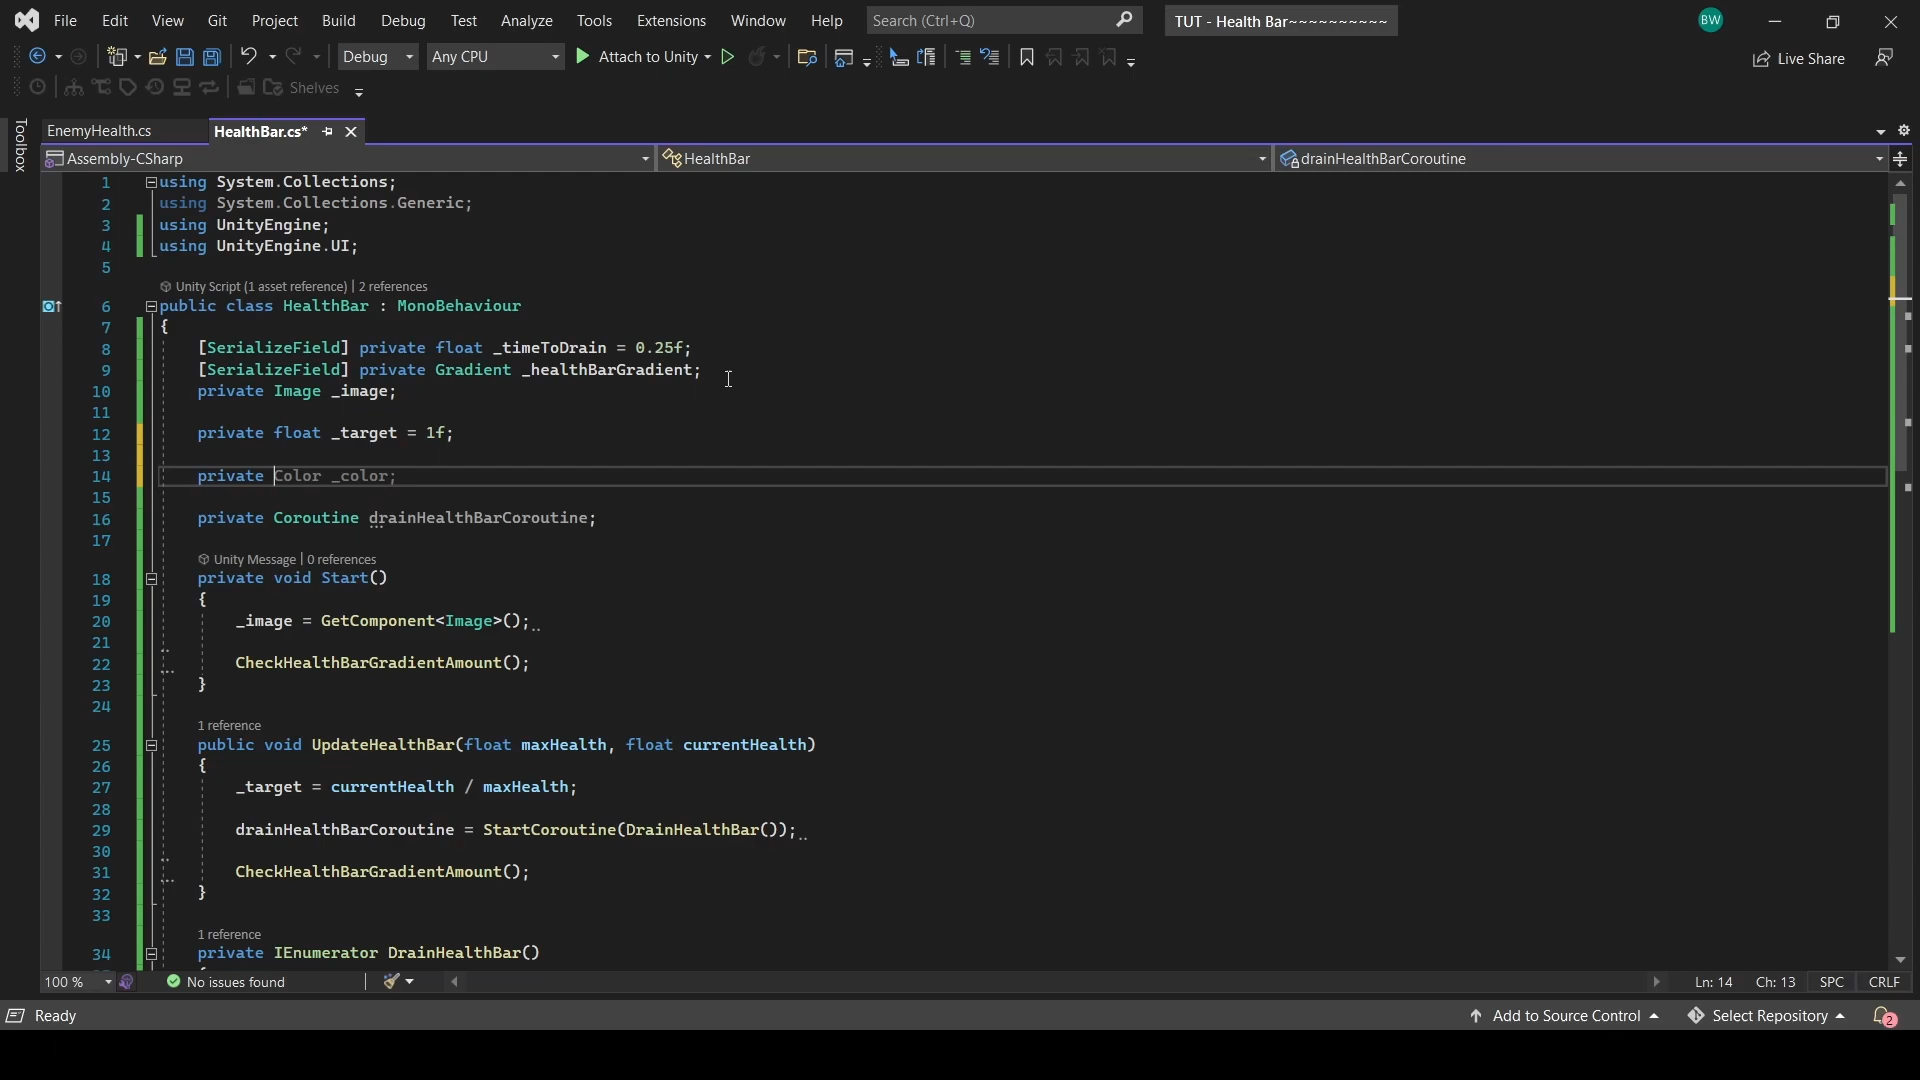 File Edit View Git Project Build Debug Test Analyze Tools Extensions Window Help Search (Ctrl+Q) TUT - Health Bar~~~~~~~~~~ BW
Debug Any CPU Attach to Unity Live Share
Shelves
Toolbox
EnemyHealth.cs HealthBar.cs*
Assembly-CSharp HealthBar drainHealthBarCoroutine
1 using System.Collections;
2 using System.Collections.Generic;
3 using UnityEngine;
4 using UnityEngine.UI;
5
Unity Script (1 asset reference) | 2 references
6 public class HealthBar : MonoBehaviour
7 {
8 [SerializeField] private float _timeToDrain = 0.25f;
9 [SerializeField] private Gradient _healthBarGradient;
10 private Image _image;
11
12 private float _target = 1f;
13
14 private Color _color;
15
16 private Coroutine drainHealthBarCoroutine;
17
Unity Message | 0 references
18 private void Start()
19 {
20 _image = GetComponent<Image>();
21
22 CheckHealthBarGradientAmount();
23 }
24
1 reference
25 public void UpdateHealthBar(float maxHealth, float currentHealth)
26 {
27 _target = currentHealth / maxHealth;
28
29 drainHealthBarCoroutine = StartCoroutine(DrainHealthBar());
30
31 CheckHealthBarGradientAmount();
32 }
33
1 reference
34 private IEnumerator DrainHealthBar()
100 % No issues found Ln: 14 Ch: 13 SPC CRLF
Ready Add to Source Control Select Repository 2